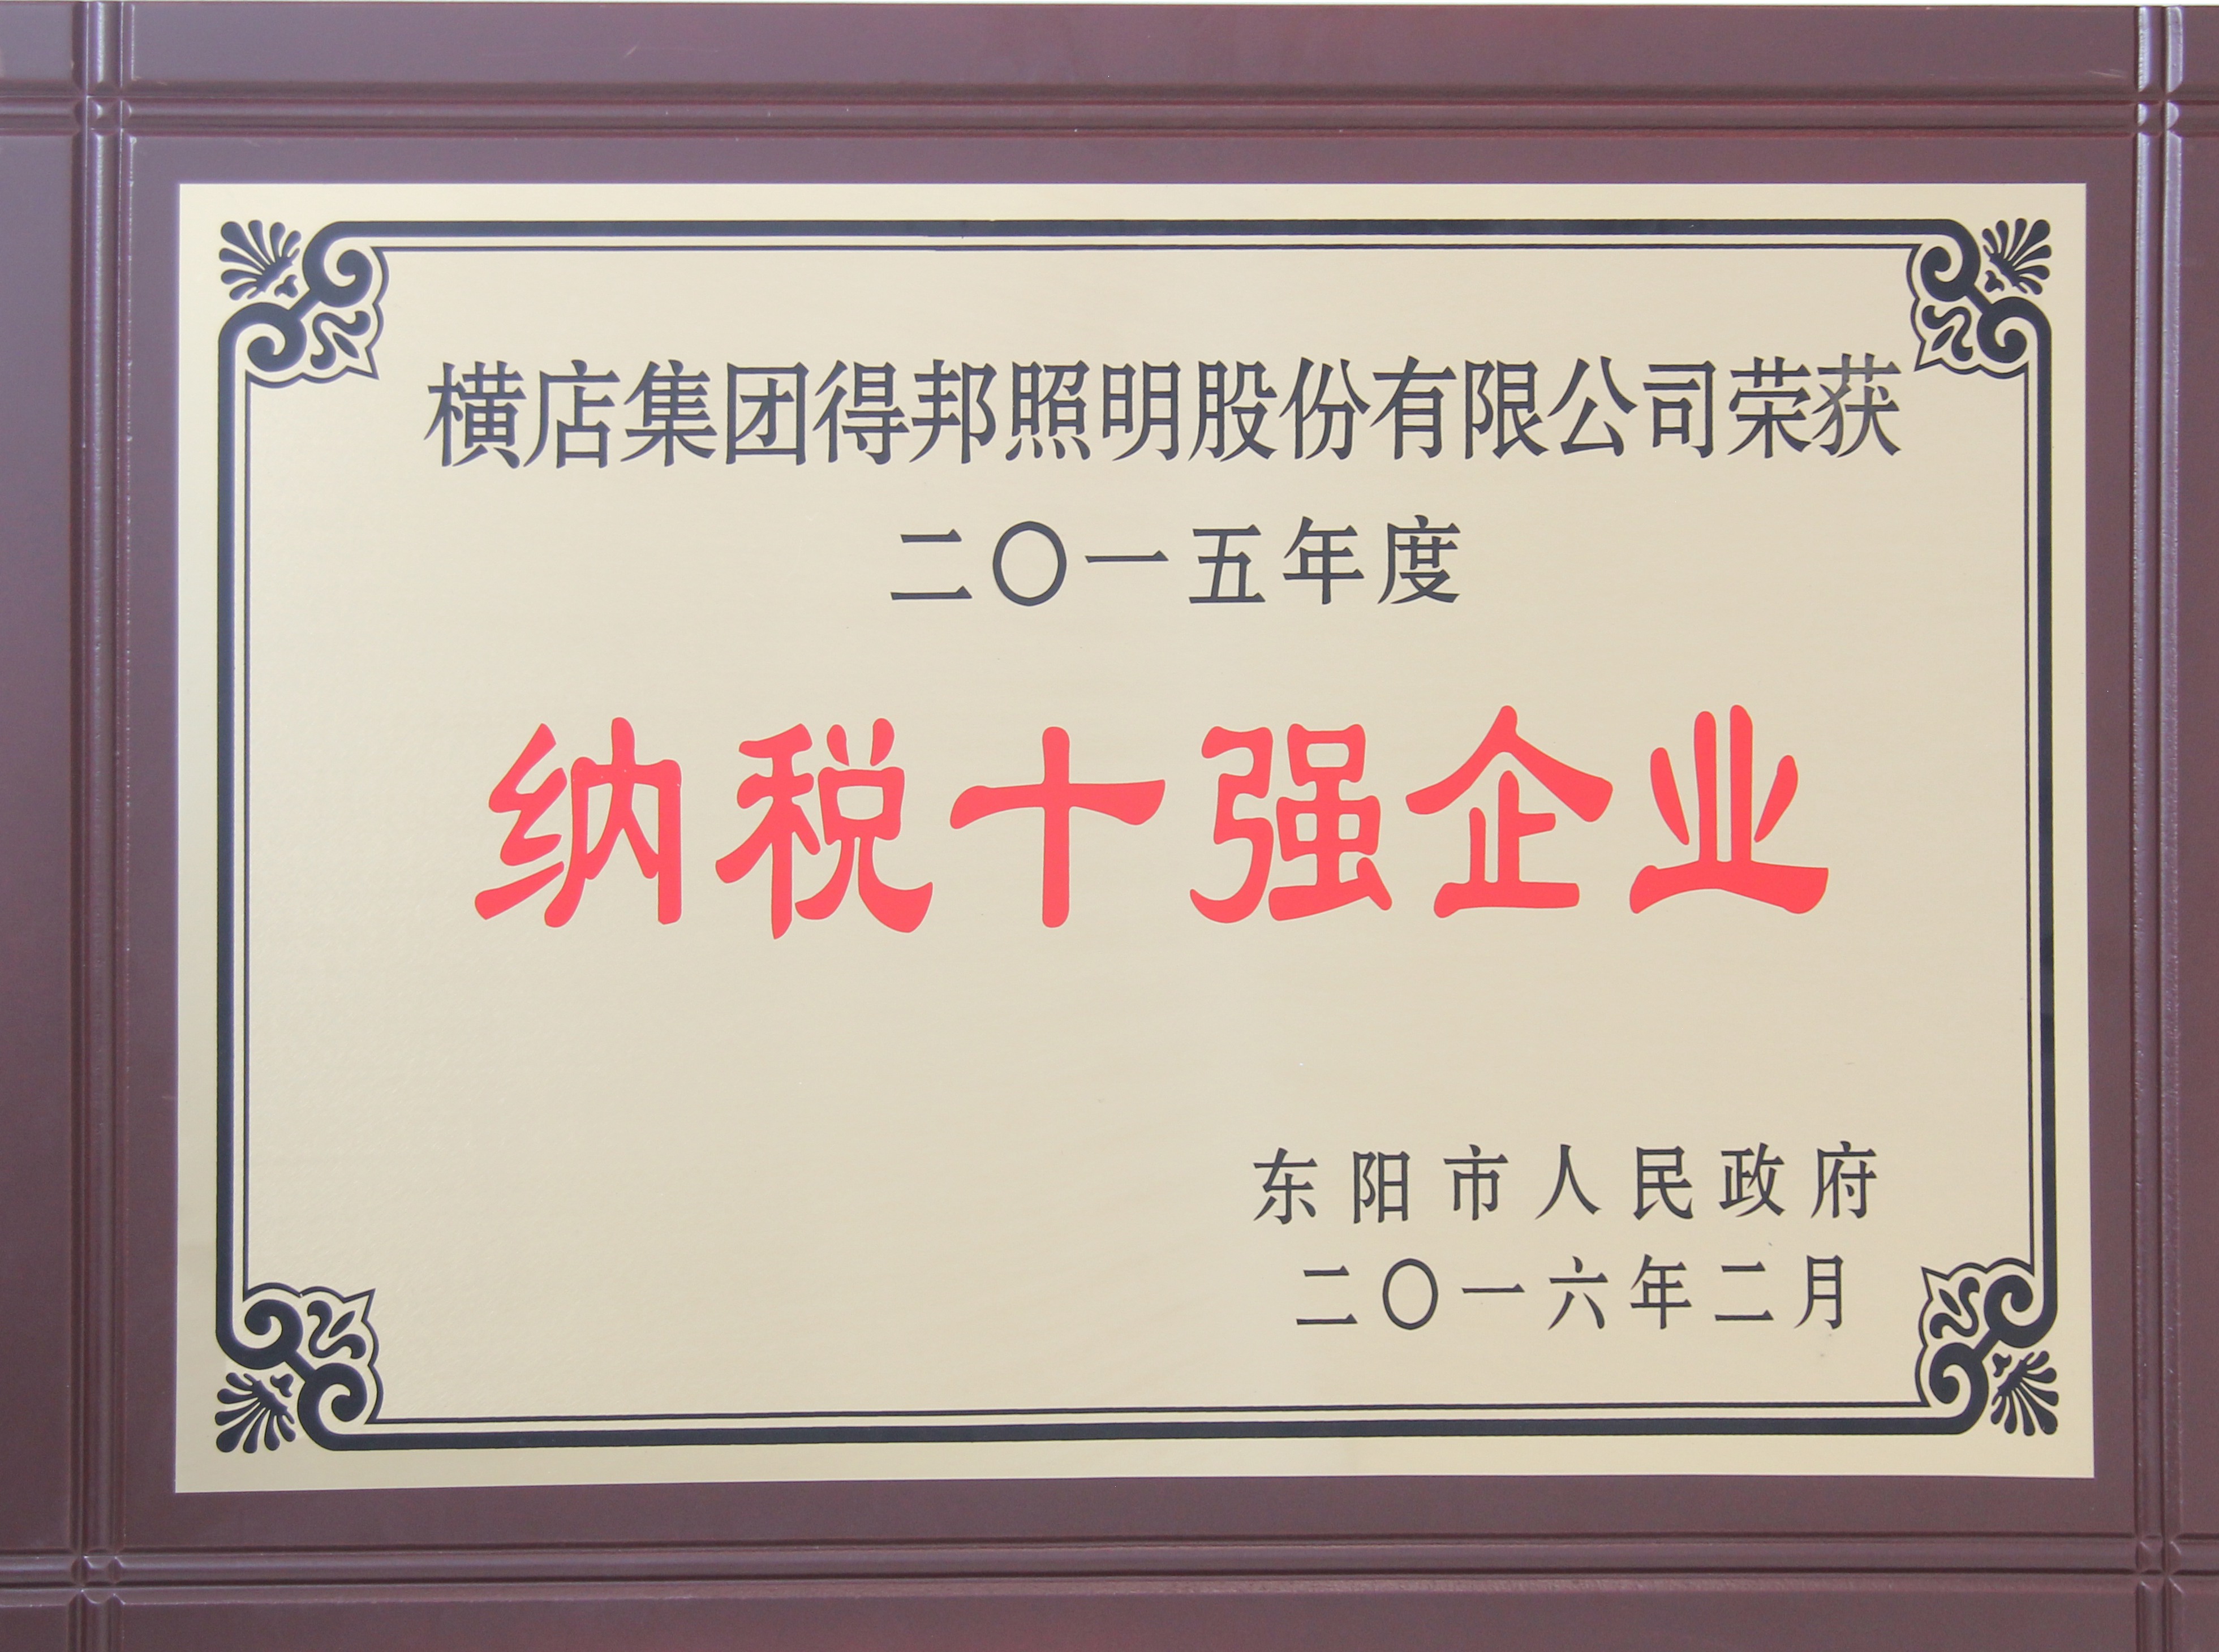 横店集团得邦照明股份有限公司荣获
二〇一五年度
纳税十强企业
东阳市人民政府
二〇一六年二月